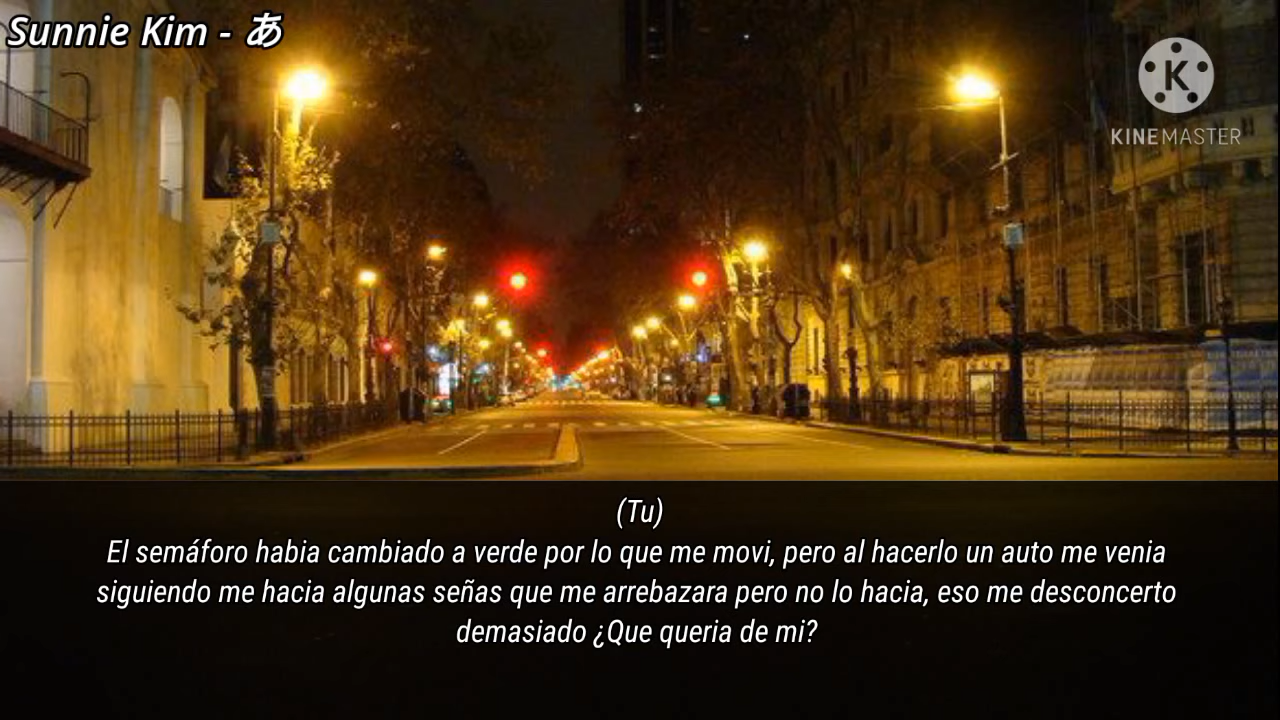 Sunnie Kim - あ
KINEMASTER
(Tu)
El semáforo habia cambiado a verde por lo que me movi, pero al hacerlo un auto me venia
siguiendo me hacia algunas señas que me arrebazara pero no lo hacia, eso me desconcerto
demasiado ¿Que queria de mi?